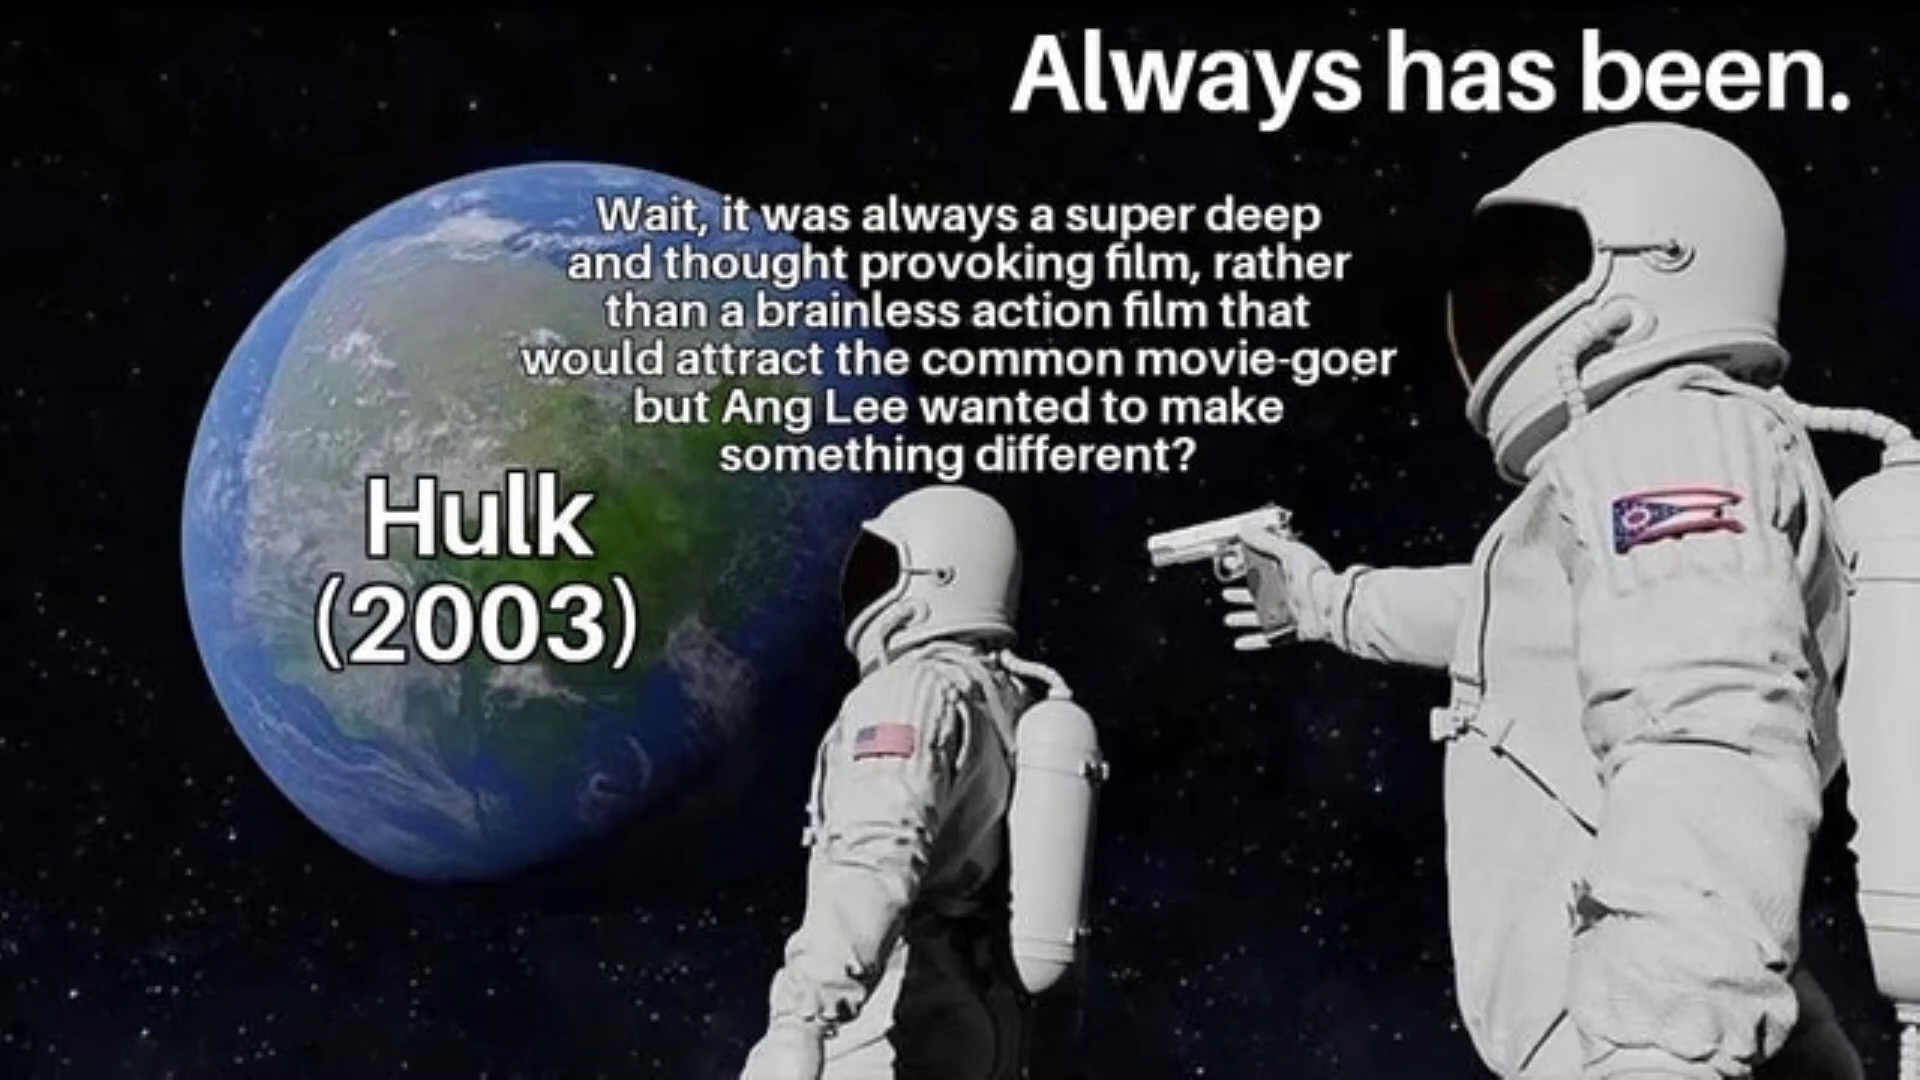 Always has been.
Wait, it was always a super deep
and thought provoking film, rather
than a brainless action film that
would attract the common movie-goer
but Ang Lee wanted to make
something different?
Hulk
(2003)